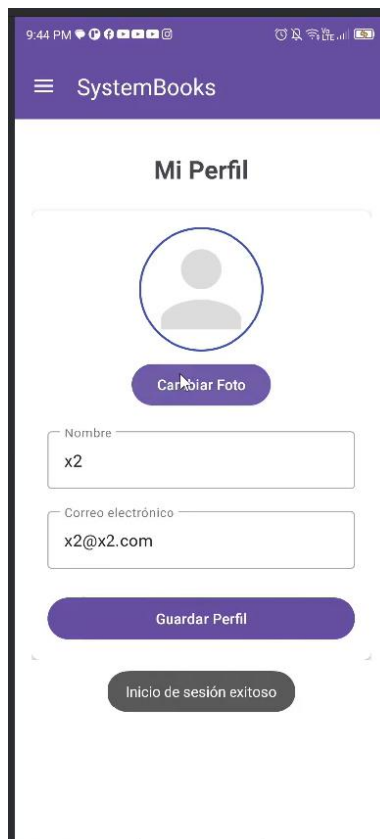 9:44 PM
SystemBooks
Mi Perfil
Cambiar Foto
Nombre
x2
Correo electrónico
x2@x2.com
Guardar Perfil
Inicio de sesión exitoso